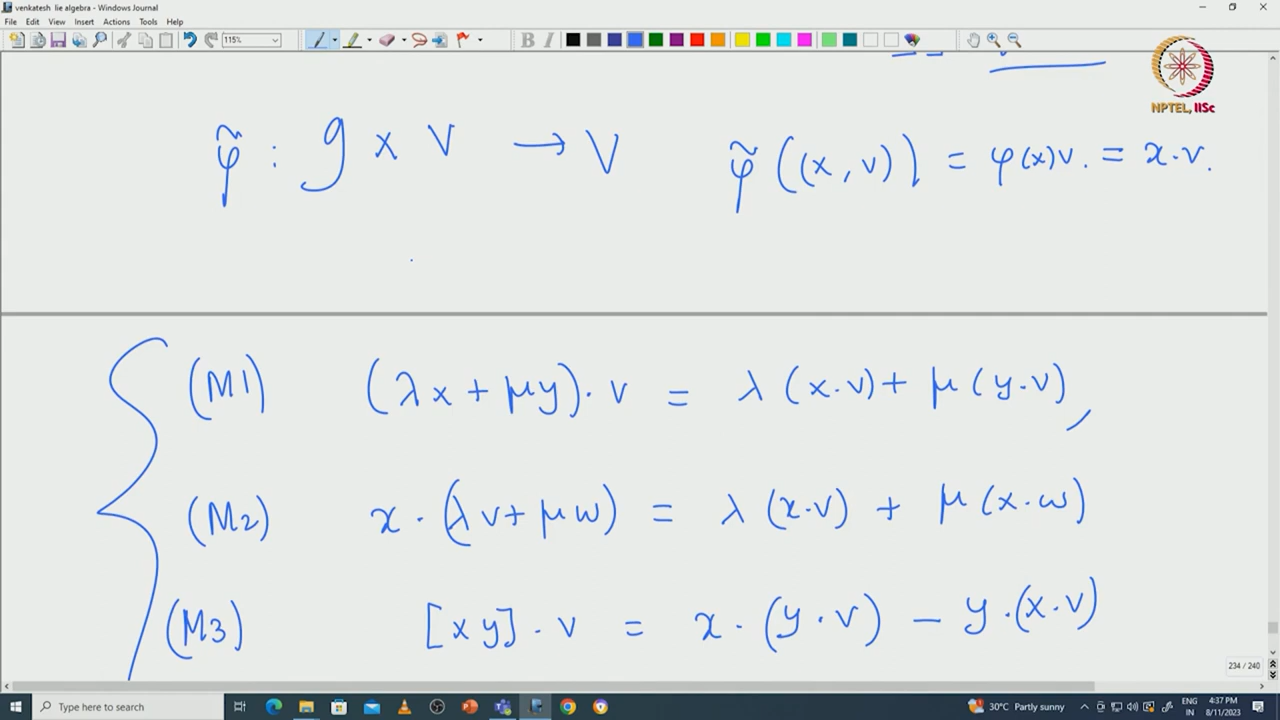 venkatesh lie algebra - Windows Journal
File Edit View Insert Actions Tools Help
115%
NPTEL, IISc
φ̃ : g x V → V φ̃ ((x, v)) = φ(x)v. = x·v.
(M1) (λx + μy)·v = λ(x·v) + μ(y·v),
(M2) x·(λv + μw) = λ(x·v) + μ(x·w)
(M3) [x y]·v = x·(y·v) − y·(x·v)
234 / 240
Type here to search
30°C Partly sunny
ENG
IN
4:37 PM
8/11/2023